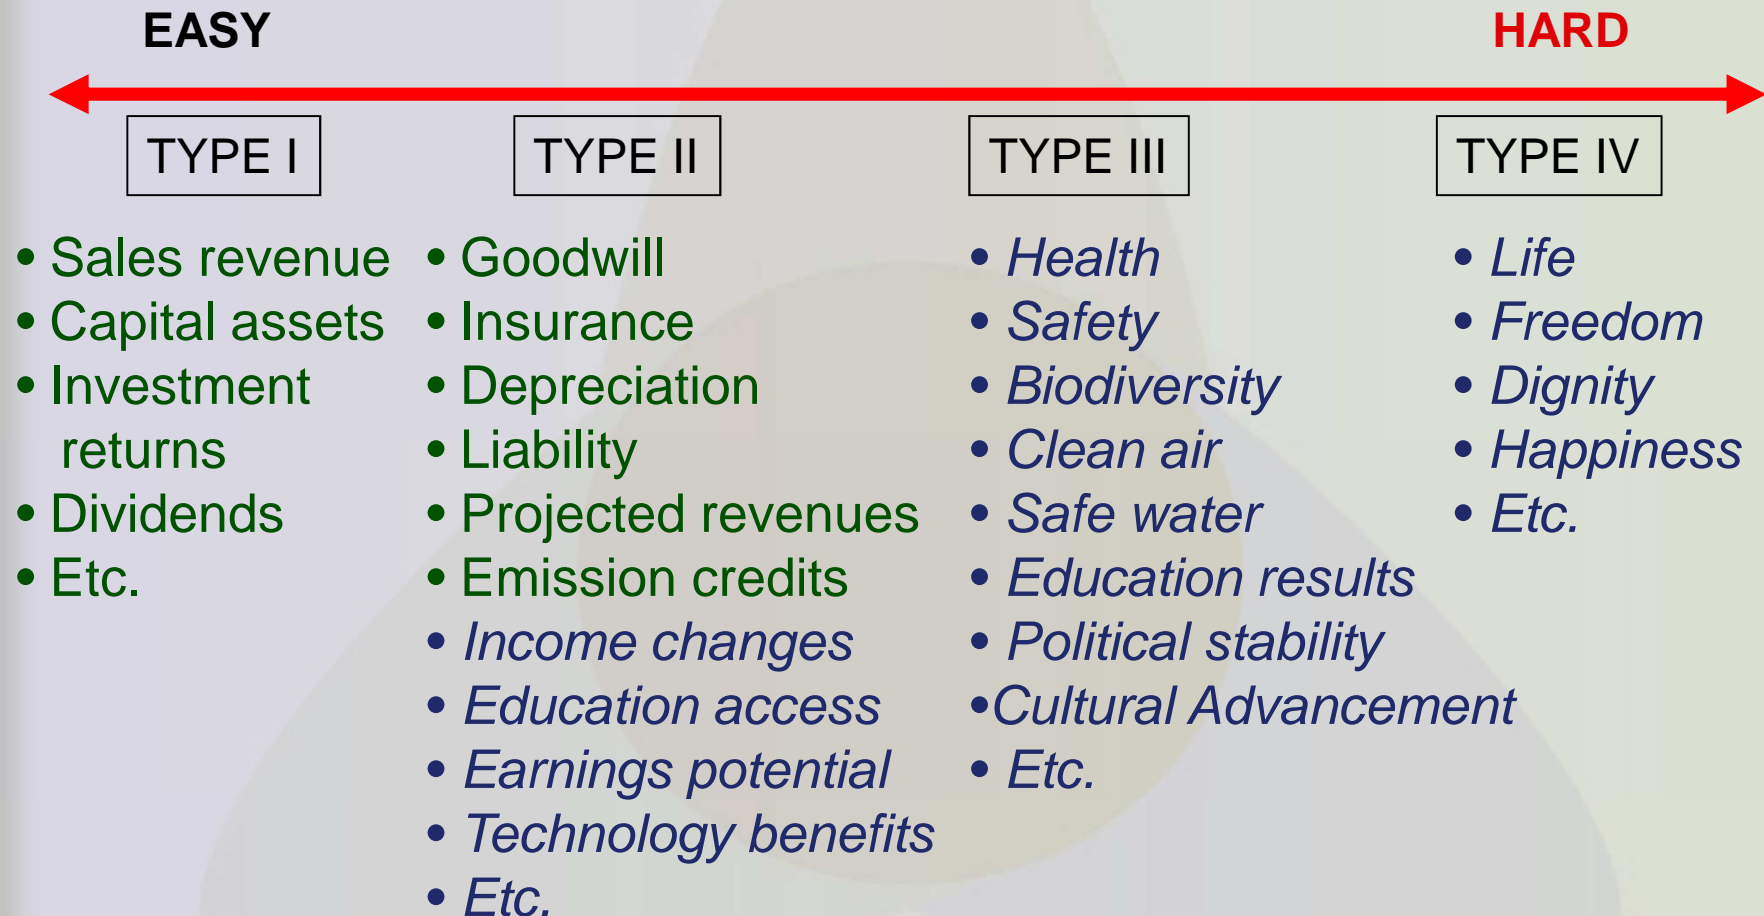 EASY
HARD
TYPE I
TYPE II
TYPE III
TYPE IV
• Sales revenue
• Capital assets
• Investment
returns
• Dividends
• Etc.
• Goodwill
• Insurance
• Depreciation
• Liability
• Projected revenues
• Emission credits
• Income changes
• Education access
• Earnings potential
• Technology benefits
• Etc.
• Health
• Safety
• Biodiversity
• Clean air
• Safe water
• Education results
• Political stability
•Cultural Advancement
• Etc.
• Life
• Freedom
• Dignity
• Happiness
• Etc.